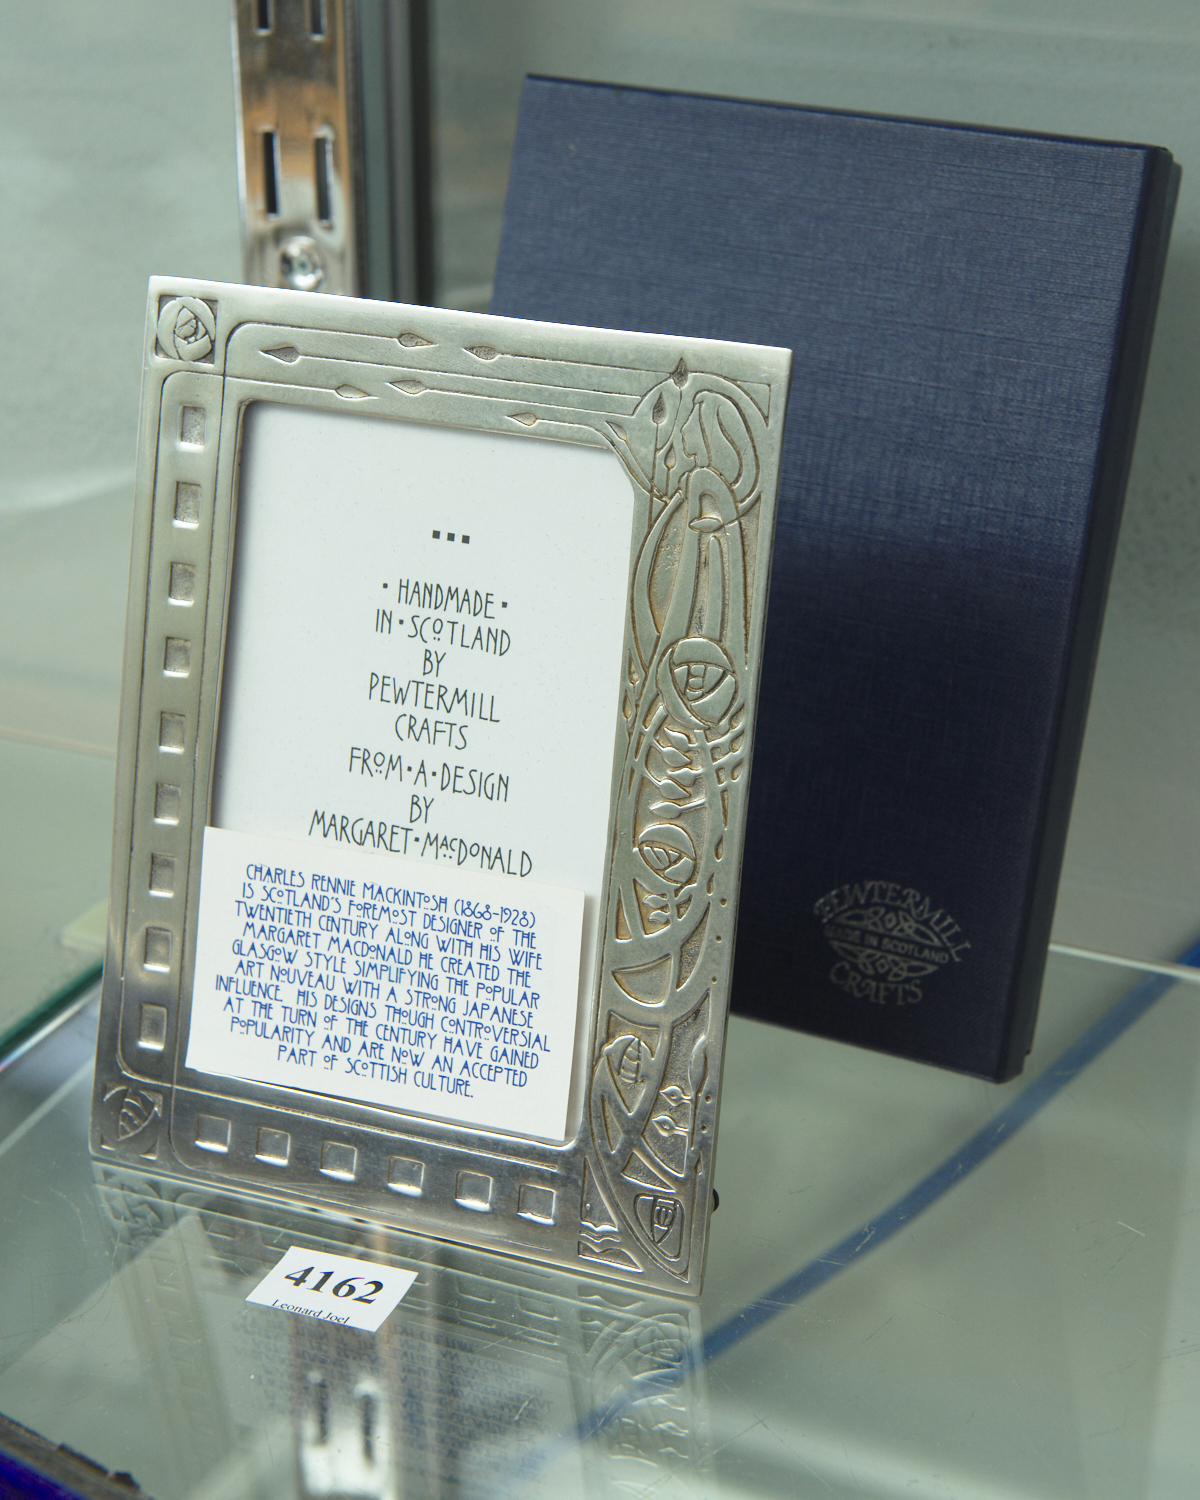 · HANDMADE ·
IN · SCOTLAND
BY
PEWTERMILL
CRAFTS
FROM · A · DESIGN
BY
MARGARET · MACDONALD
CHARLES RENNIE MACKINTOSH (1868-1928)
IS SCOTLAND'S FOREMOST DESIGNER OF THE
TWENTIETH CENTURY ALONG WITH HIS WIFE
MARGARET MACDONALD HE CREATED THE
GLASGOW STYLE SIMPLIFYING THE POPULAR
ART NOUVEAU WITH A STRONG JAPANESE
INFLUENCE. HIS DESIGNS THOUGH CONTROVERSIAL
AT THE TURN OF THE CENTURY HAVE GAINED
POPULARITY AND ARE NOW AN ACCEPTED
PART OF SCOTTISH CULTURE.
PEWTERMILL
MADE IN SCOTLAND
CRAFTS
4162
Leonard Joel